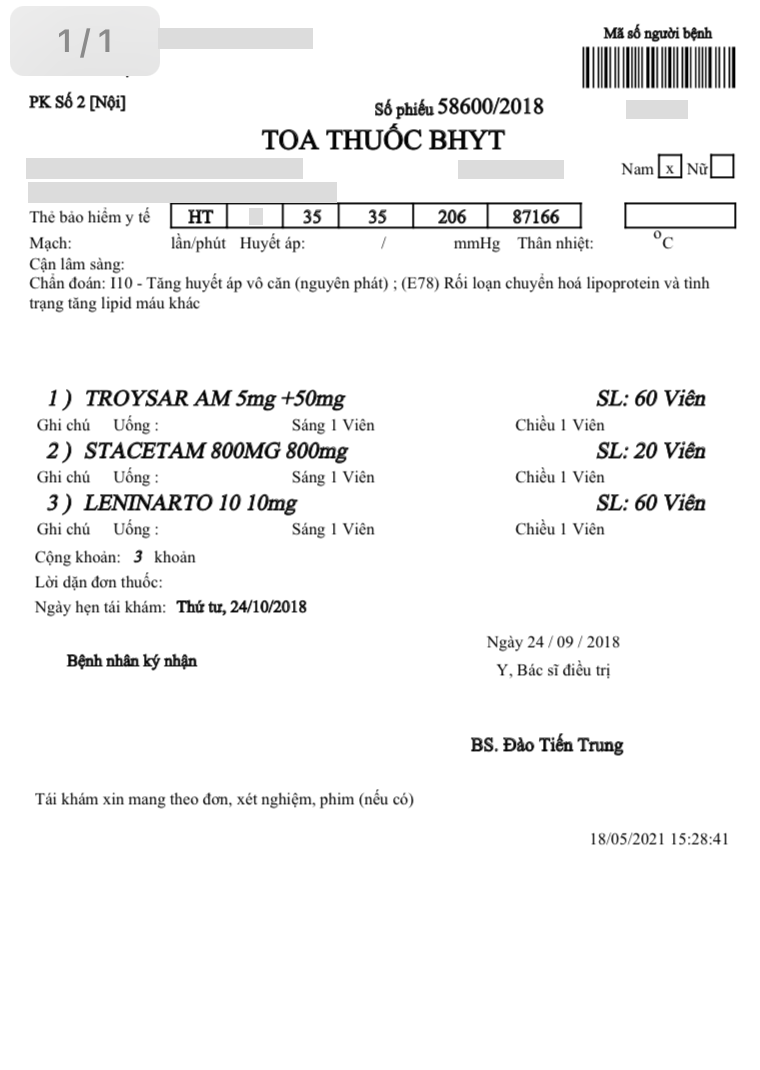 1/1
Mã số người bệnh
PK Số 2 [Nội]
Số phiếu 58600/2018
TOA THUỐC BHYT
Nam x Nữ
Thẻ bảo hiểm y tế HT 35 35 206 87166
Mạch: lần/phút Huyết áp: / mmHg Thân nhiệt: °C
Cận lâm sàng:
Chẩn đoán: I10 - Tăng huyết áp vô căn (nguyên phát) ; (E78) Rối loạn chuyển hoá lipoprotein và tình
trạng tăng lipid máu khác
1 ) TROYSAR AM 5mg +50mg SL: 60 Viên
Ghi chú Uống : Sáng 1 Viên Chiều 1 Viên
2 ) STACETAM 800MG 800mg SL: 20 Viên
Ghi chú Uống : Sáng 1 Viên Chiều 1 Viên
3 ) LENINARTO 10 10mg SL: 60 Viên
Ghi chú Uống : Sáng 1 Viên Chiều 1 Viên
Cộng khoản: 3 khoản
Lời dặn đơn thuốc:
Ngày hẹn tái khám: Thứ tư, 24/10/2018
Ngày 24 / 09 / 2018
Bệnh nhân ký nhận
Y, Bác sĩ điều trị
BS. Đào Tiến Trung
Tái khám xin mang theo đơn, xét nghiệm, phim (nếu có)
18/05/2021 15:28:41